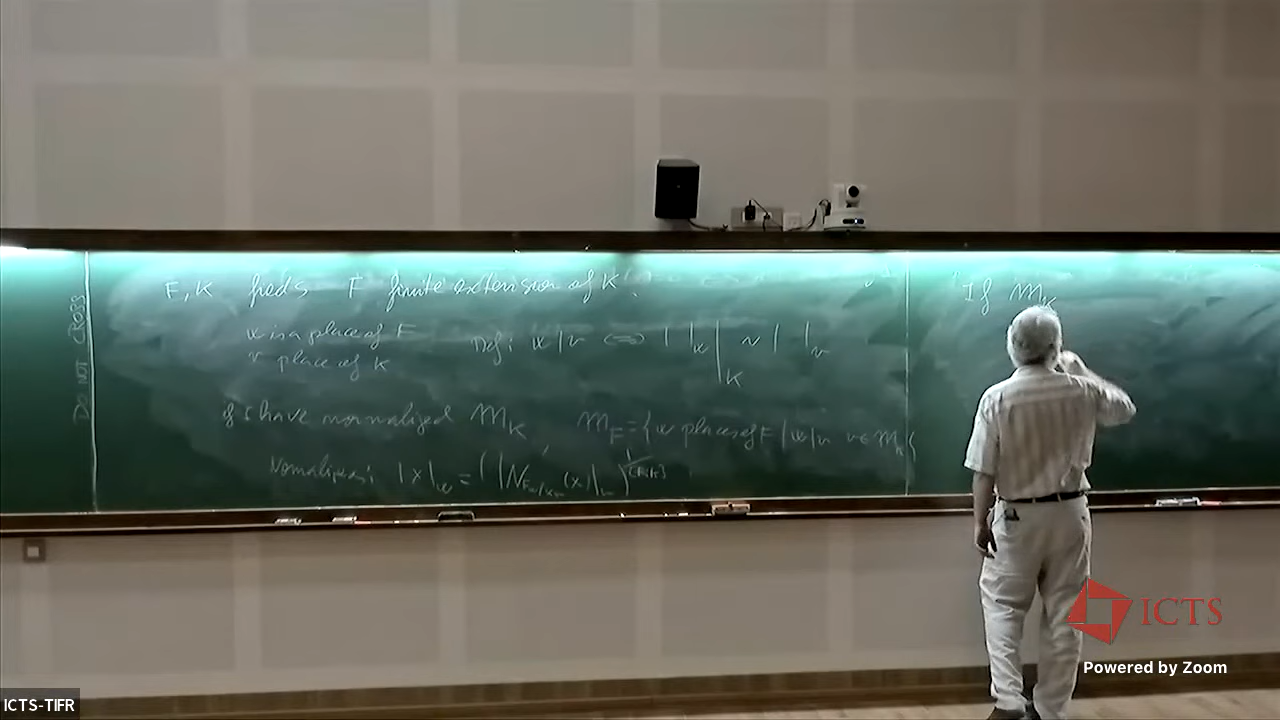 DO NOT CROSS
F, K fields F finite extension of K.
w is a place of F
v place of K
Def: w|v <=> | |_w |_K ~ | |_v
if I have normalized M_K, M_F = { w places of F | w|v v ∈ M_K {
Normalization: |x|_w = ( |N_{F_w/K_v}(x)|_v )^{1/[F:K]}
If M_K
ICTS
Powered by Zoom
ICTS-TIFR